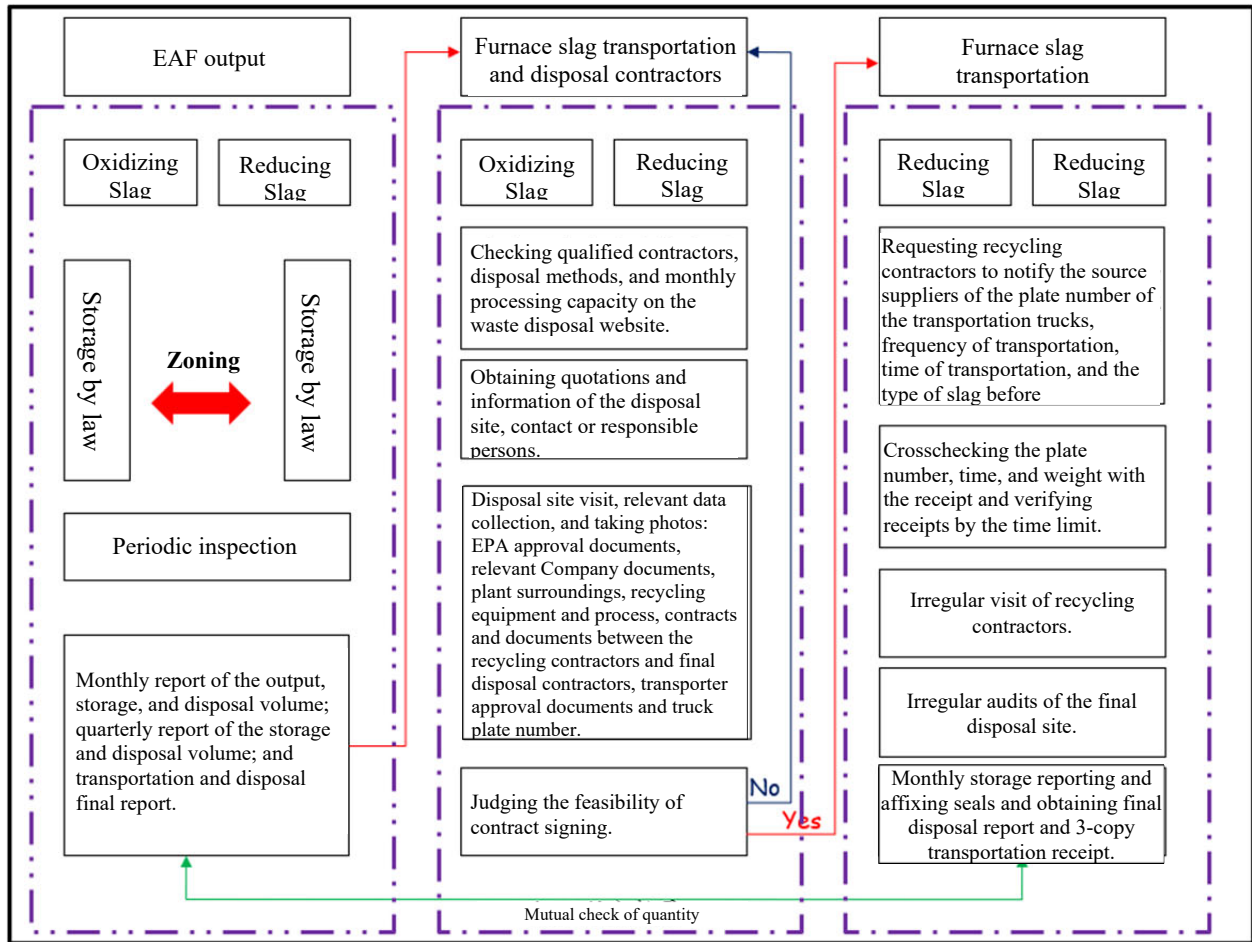 EAF output
Oxidizing
Slag
Reducing
Slag
Storage by law
Zoning
Storage by law
Periodic inspection
Monthly report of the output,
storage, and disposal volume;
quarterly report of the storage
and disposal volume; and
transportation and disposal
final report.
Furnace slag transportation
and disposal contractors
Oxidizing
Slag
Reducing
Slag
Checking qualified contractors,
disposal methods, and monthly
processing capacity on the
waste disposal website.
Obtaining quotations and
information of the disposal
site, contact or responsible
persons.
Disposal site visit, relevant data
collection, and taking photos:
EPA approval documents,
relevant Company documents,
plant surroundings, recycling
equipment and process, contracts
and documents between the
recycling contractors and final
disposal contractors, transporter
approval documents and truck
plate number.
Judging the feasibility of
contract signing.
No
Yes
Furnace slag
transportation
Reducing
Slag
Reducing
Slag
Requesting recycling
contractors to notify the source
suppliers of the plate number of
the transportation trucks,
frequency of transportation,
time of transportation, and the
type of slag before
Crosschecking the plate
number, time, and weight with
the receipt and verifying
receipts by the time limit.
Irregular visit of recycling
contractors.
Irregular audits of the final
disposal site.
Monthly storage reporting and
affixing seals and obtaining final
disposal report and 3-copy
transportation receipt.
Mutual check of quantity